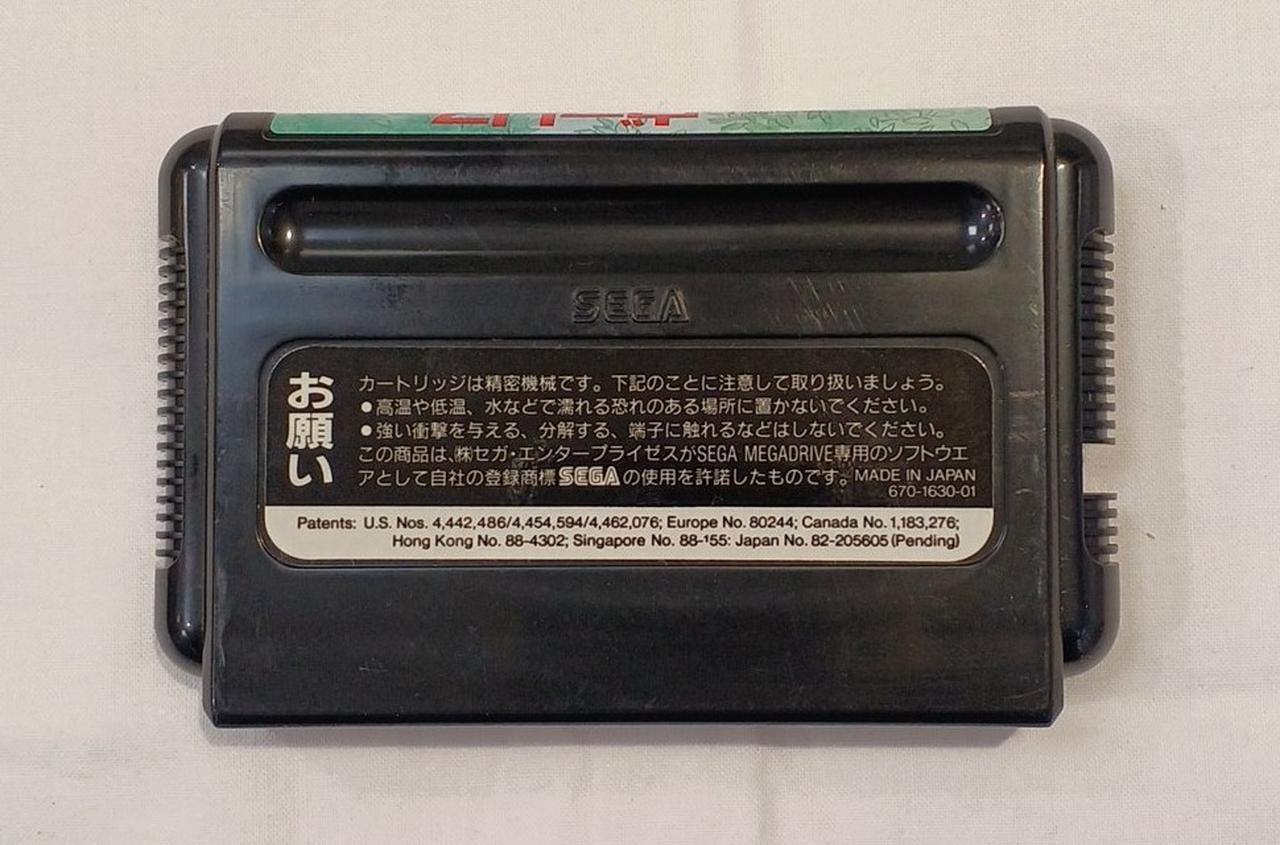 SEGA
お願い
カートリッジは精密機械です。下記のことに注意して取り扱いましょう。
●高温や低温、水などで濡れる恐れのある場所に置かないでください。
●強い衝撃を与える、分解する、端子に触れるなどはしないでください。
この商品は、㈱セガ・エンタープライゼスがSEGA MEGADRIVE専用のソフトウエ
アとして自社の登録商標SEGAの使用を許諾したものです。MADE IN JAPAN
670-1630-01
Patents: U.S. Nos. 4,442,486/4,454,594/4,462,076; Europe No. 80244; Canada No. 1,183,276;
Hong Kong No. 88-4302; Singapore No. 88-155: Japan No. 82-205605 (Pending)